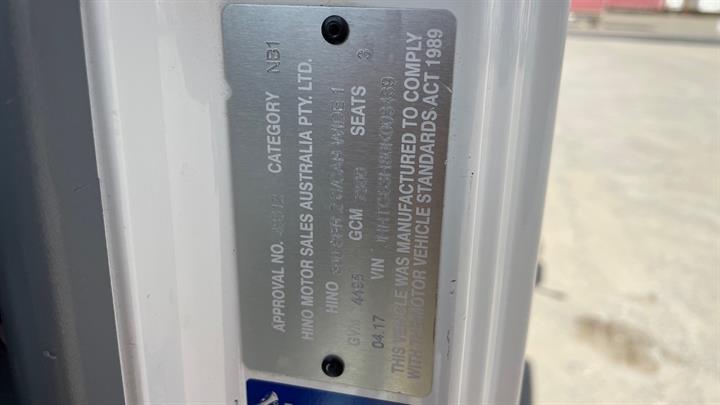 APPROVAL NO. CATEGORY NB1
HINO MOTOR SALES AUSTRALIA PTY. LTD.
HINO
GVM 4495 GCM SEATS 3
04.17 VIN
THIS VEHICLE WAS MANUFACTURED TO COMPLY
WITH THE MOTOR VEHICLE STANDARDS ACT 1989